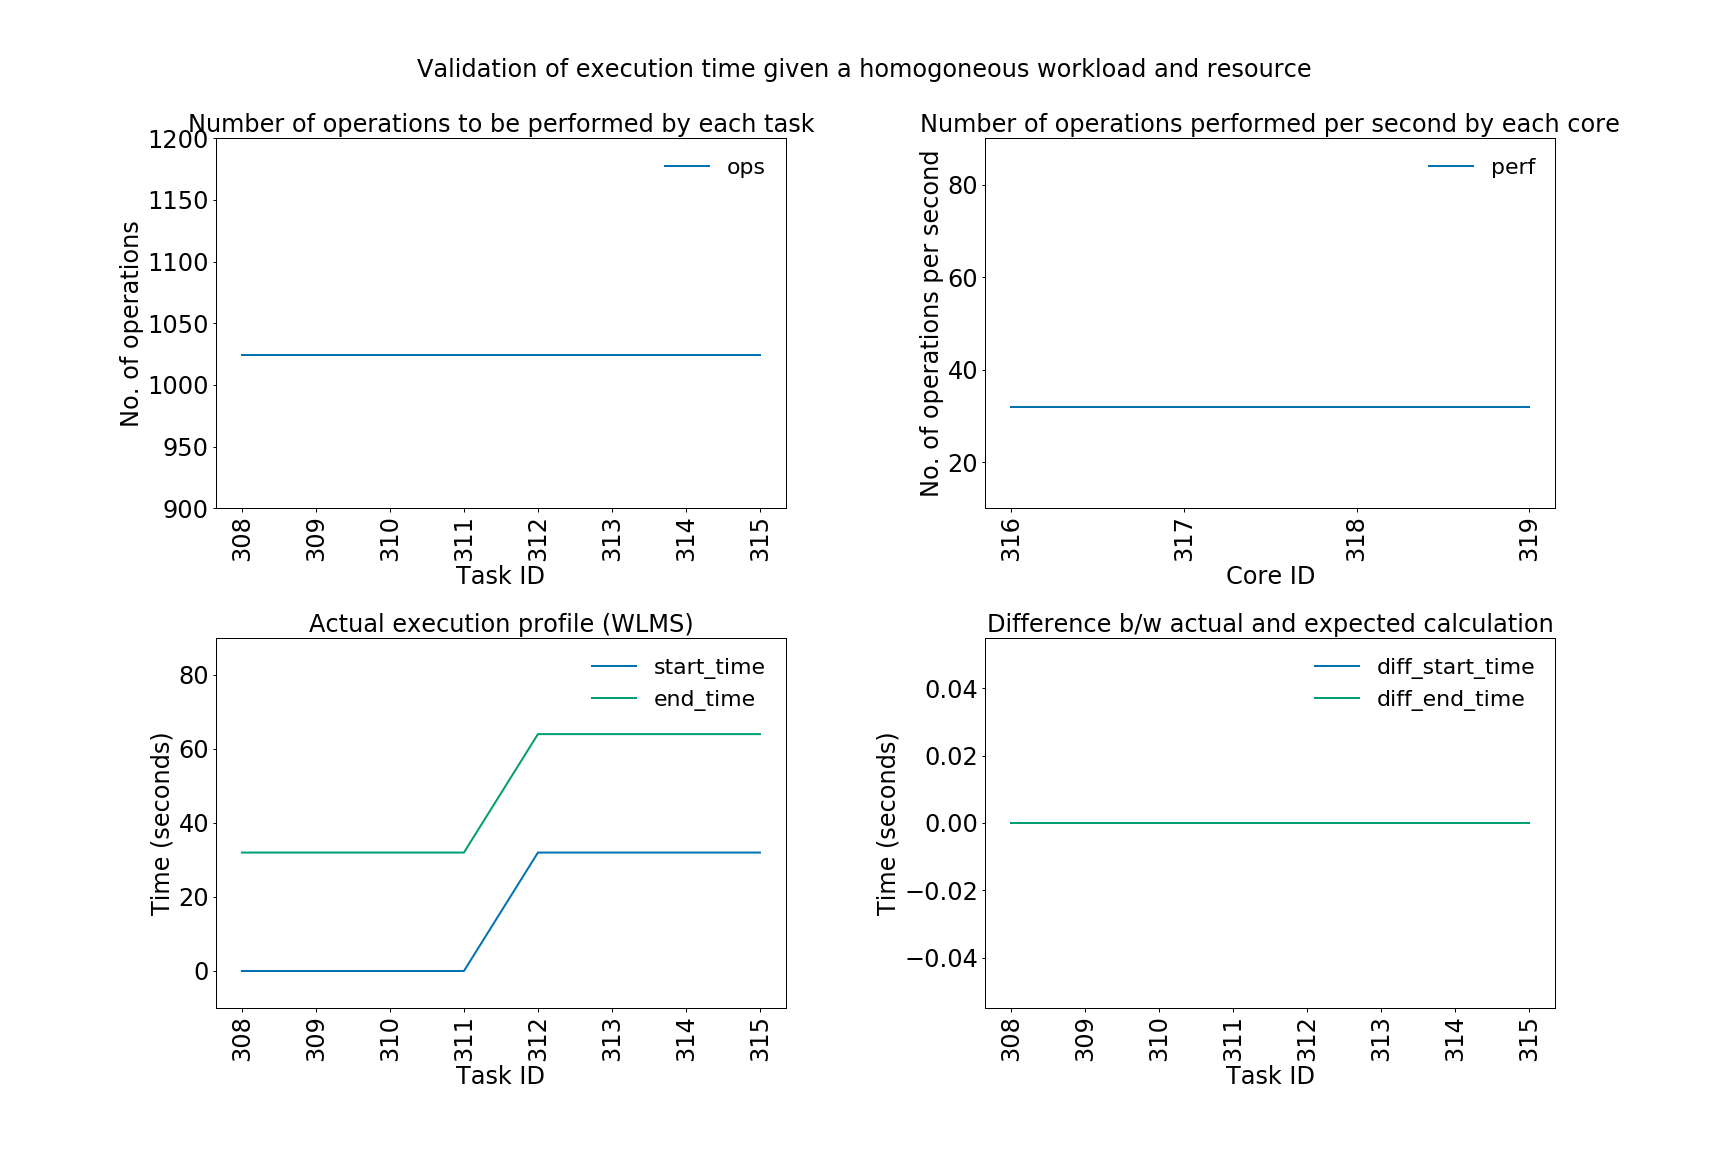 Validation of execution time given a homogoneous workload and resource
Number of operations to be performed by each task
No. of operations
1200
1150
1100
1050
1000
950
900
ops
308
309
310
311
312
313
314
315
Task ID
Number of operations performed per second by each core
No. of operations per second
80
60
40
20
perf
316
317
318
319
Core ID
Actual execution profile (WLMS)
Time (seconds)
80
60
40
20
0
start_time
end_time
308
309
310
311
312
313
314
315
Task ID
Difference b/w actual and expected calculation
Time (seconds)
0.04
0.02
0.00
−0.02
−0.04
diff_start_time
diff_end_time
308
309
310
311
312
313
314
315
Task ID